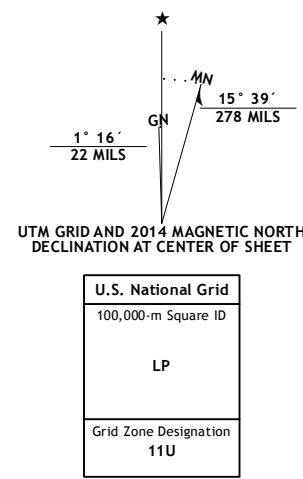 MN
GN
15° 39´
278 MILS
1° 16´
22 MILS
UTM GRID AND 2014 MAGNETIC NORTH
DECLINATION AT CENTER OF SHEET
U.S. National Grid
100,000-m Square ID
LP
Grid Zone Designation
11U